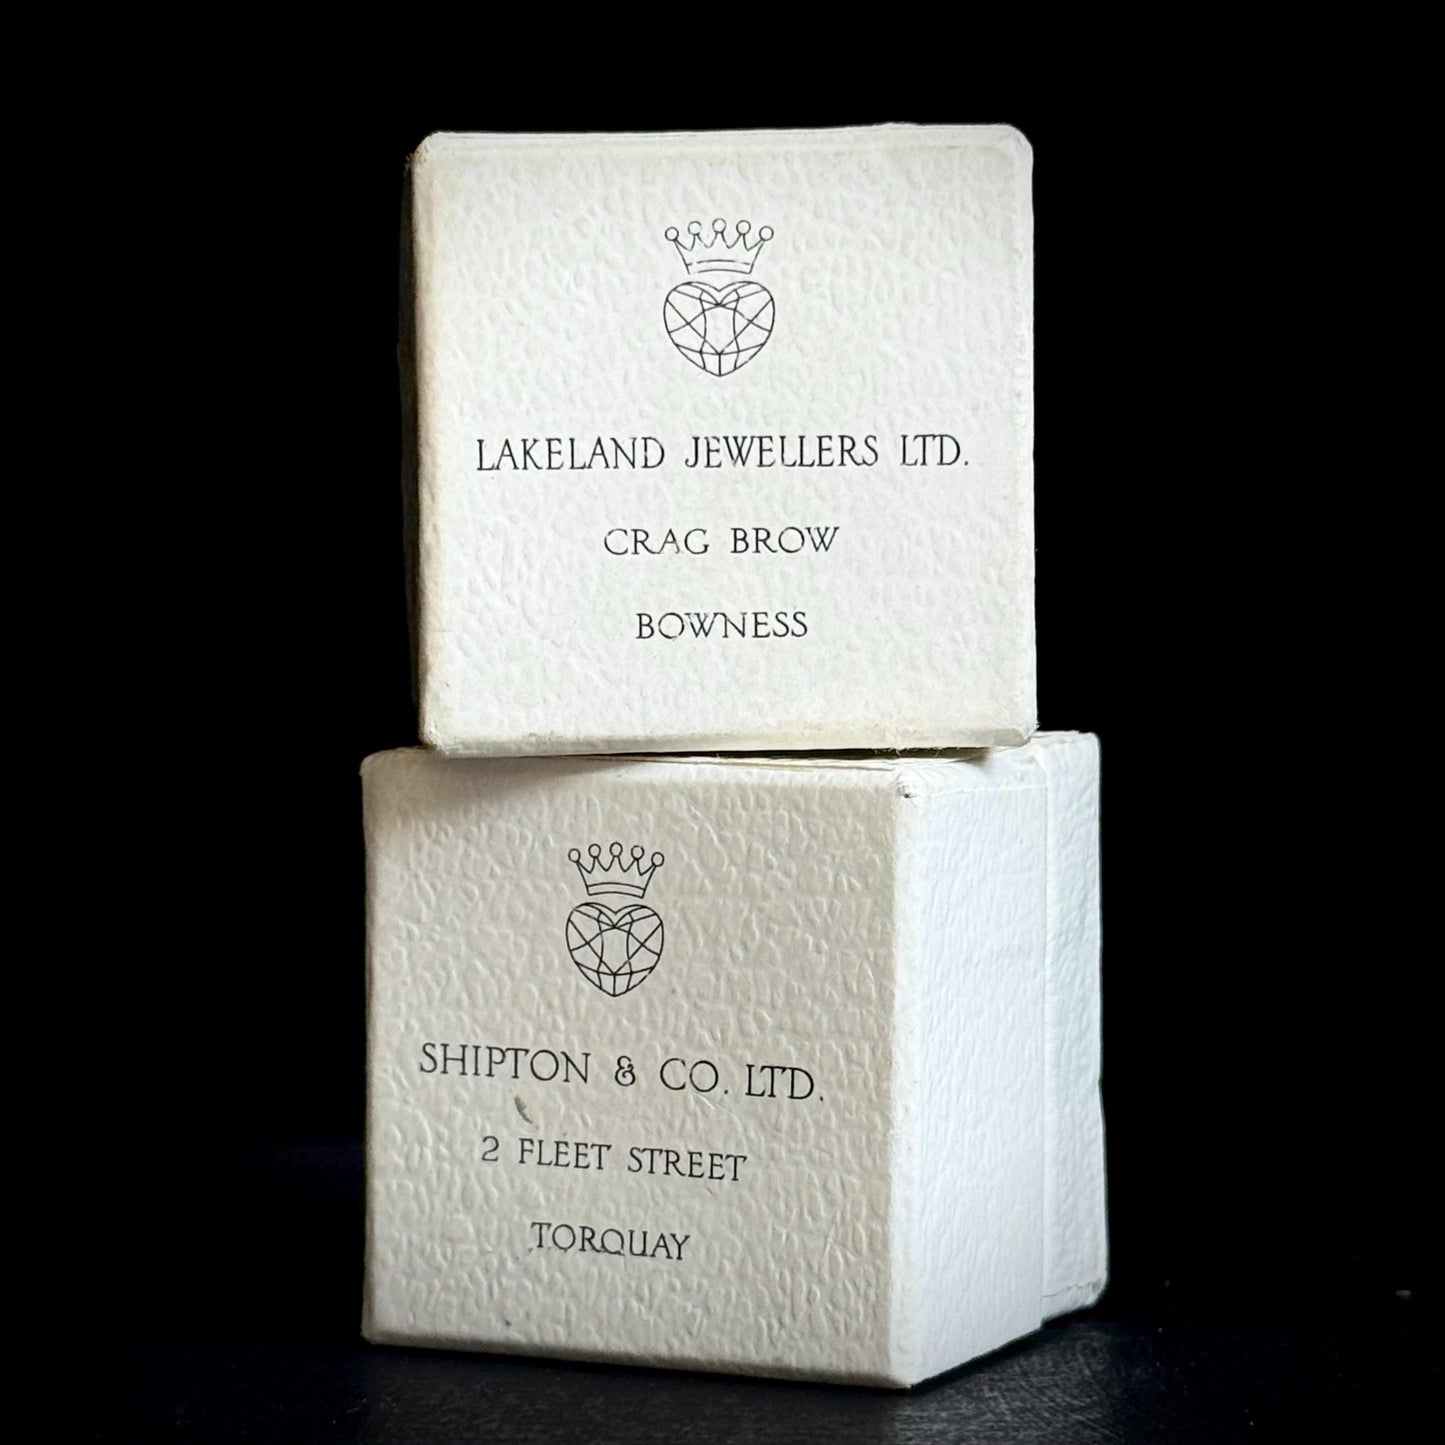 LAKELAND JEWELLERS LTD.
CRAG BROW
BOWNESS
SHIPTON & CO. LTD.
2 FLEET STREET
TORQUAY